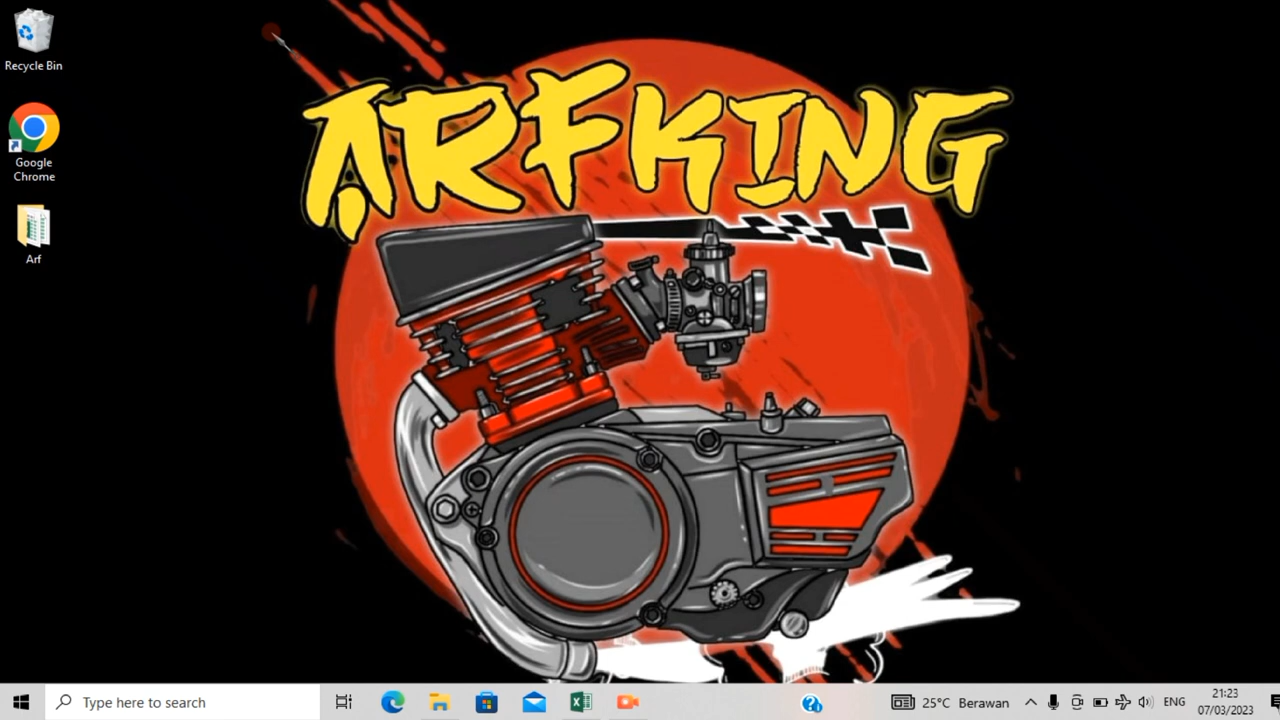 Recycle Bin
Google
Chrome
Arf
ARFKING
Type here to search
25°C Berawan
ENG
21:23
07/03/2023